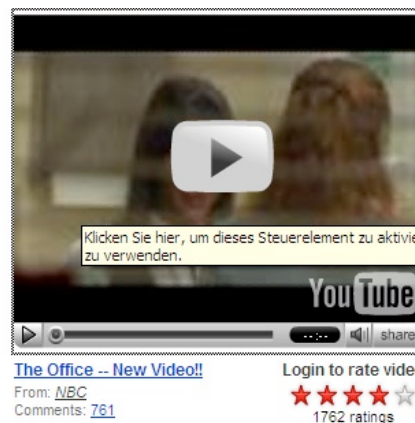 Klicken Sie hier, um dieses Steuerelement zu aktivie
zu verwenden.
YouTube
--:--
share
The Office -- New Video!!
Login to rate vide
From: NBC
Comments: 761
1762 ratings